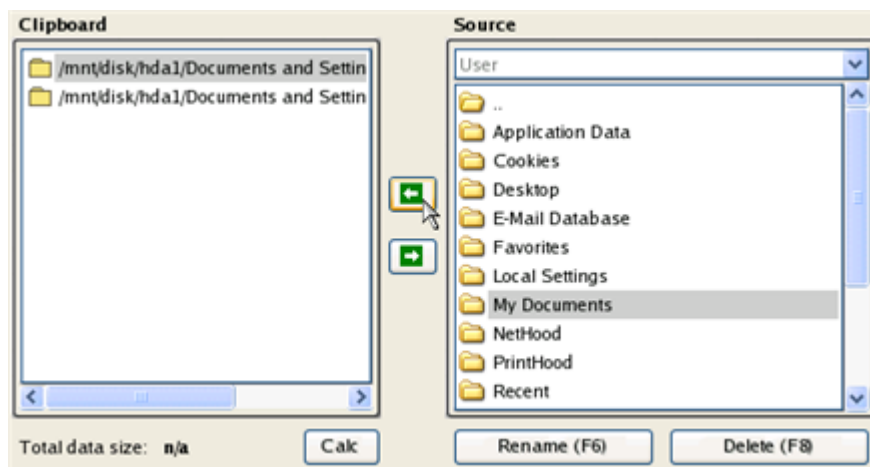 Clipboard
/mnt/disk/hda1/Documents and Settin
/mnt/disk/hda1/Documents and Settin
Total data size: n/a
Calc
Source
User
..
Application Data
Cookies
Desktop
E-Mail Database
Favorites
Local Settings
My Documents
NetHood
PrintHood
Recent
Rename (F6)
Delete (F8)